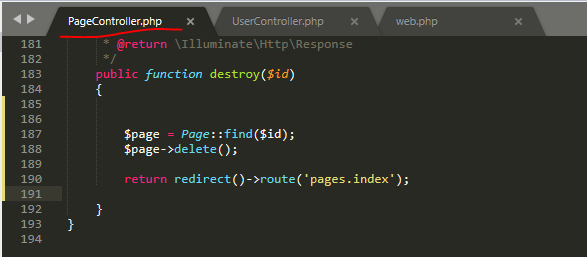 PageController.php × UserController.php × web.php ×
181 * @return \Illuminate\Http\Response
182 */
183 public function destroy($id)
184 {
185
186
187 $page = Page::find($id);
188 $page->delete();
189
190 return redirect()->route('pages.index');
191
192 }
193 }
194